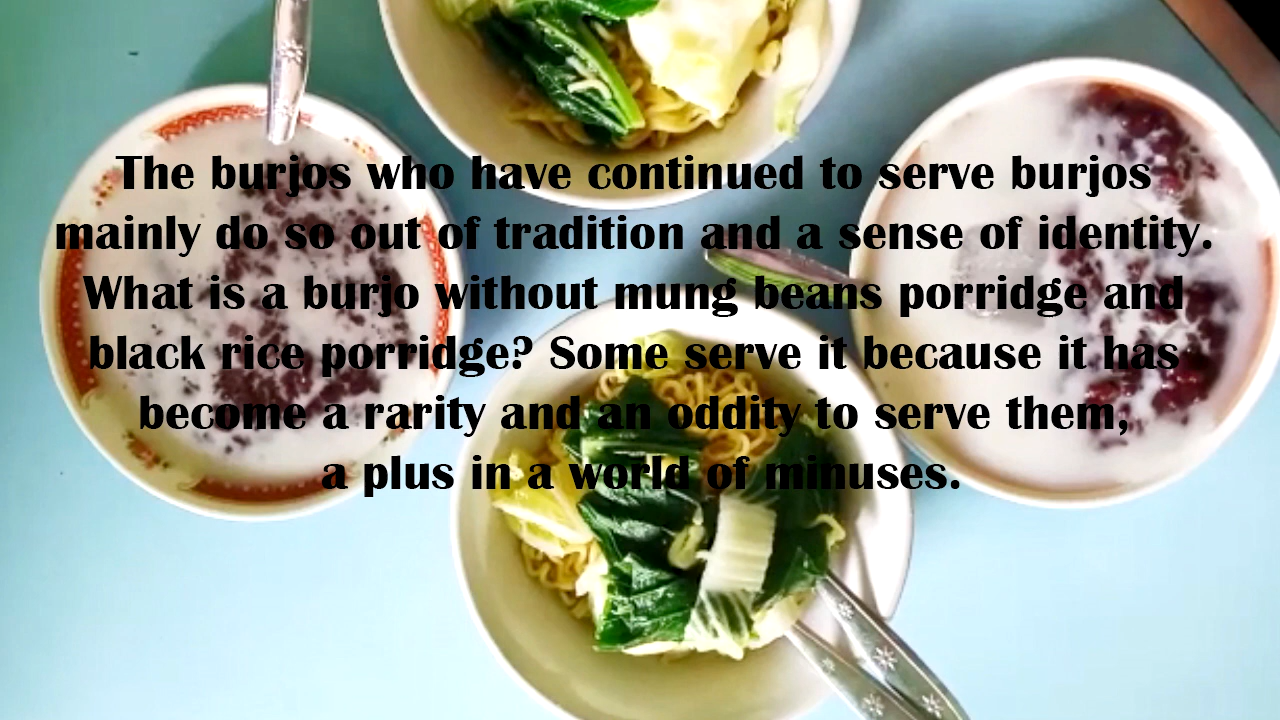 The burjos who have continued to serve burjos
mainly do so out of tradition and a sense of identity.
What is a burjo without mung beans porridge and
black rice porridge? Some serve it because it has
become a rarity and an oddity to serve them,
a plus in a world of minuses.